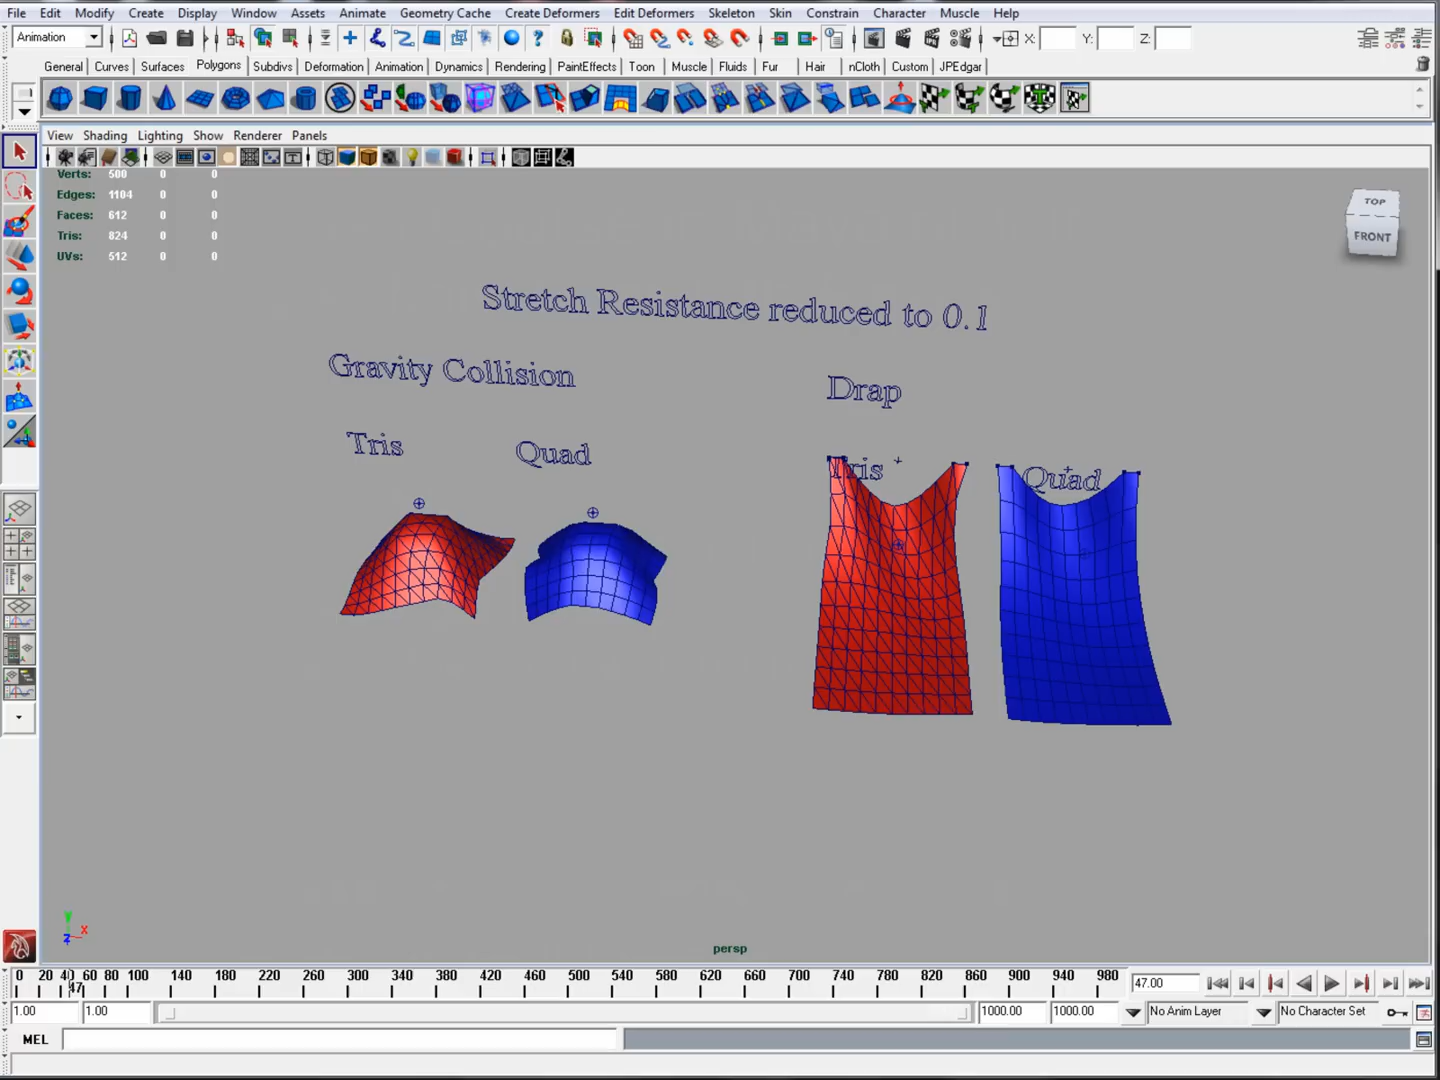 File Edit Modify Create Display Window Assets Animate Geometry Cache Create Deformers Edit Deformers Skeleton Skin Constrain Character Muscle Help
Animation X: Y: Z:
General Curves Surfaces Polygons Subdivs Deformation Animation Dynamics Rendering PaintEffects Toon Muscle Fluids Fur Hair nCloth Custom JPEdgar
View Shading Lighting Show Renderer Panels
Verts: 500 0 0
Edges: 1104 0 0
Faces: 612 0 0
Tris: 824 0 0
UVs: 512 0 0
TOP
FRONT
Stretch Resistance reduced to 0.1
Gravity Collision
Drap
Tris Quad
Tris Quad
y
x
z
persp
0 20 40 60 80 100 140 180 220 260 300 340 380 420 460 500 540 580 620 660 700 740 780 820 860 900 940 980
47
47.00
1.00 1.00 1000.00 1000.00 No Anim Layer No Character Set
MEL